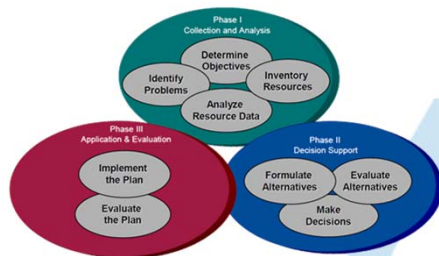 Phase I
Collection and Analysis
Determine
Objectives
Identify
Problems
Inventory
Resources
Analyze
Resource Data
Phase III
Application & Evaluation
Implement
the Plan
Evaluate
the Plan
Phase II
Decision Support
Formulate
Alternatives
Evaluate
Alternatives
Make
Decisions